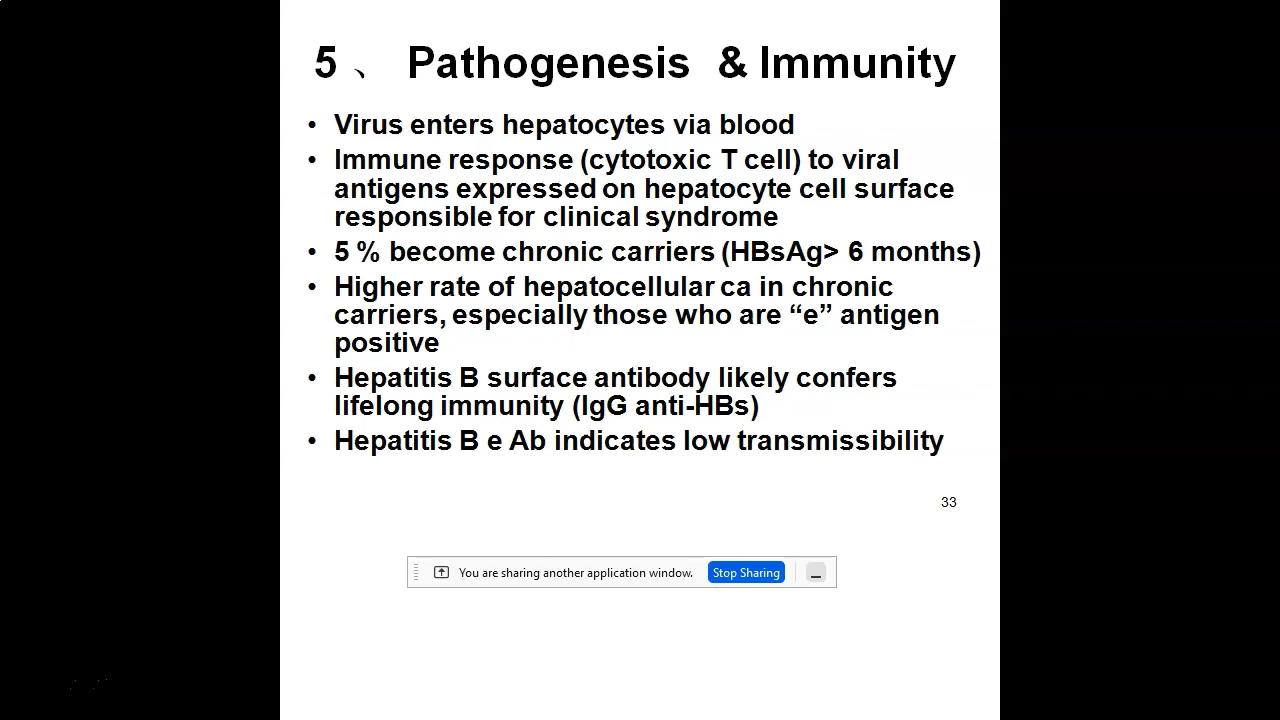 5 、 Pathogenesis & Immunity
• Virus enters hepatocytes via blood
• Immune response (cytotoxic T cell) to viral
antigens expressed on hepatocyte cell surface
responsible for clinical syndrome
• 5 % become chronic carriers (HBsAg> 6 months)
• Higher rate of hepatocellular ca in chronic
carriers, especially those who are “e” antigen
positive
• Hepatitis B surface antibody likely confers
lifelong immunity (IgG anti-HBs)
• Hepatitis B e Ab indicates low transmissibility
33
You are sharing another application window. Stop Sharing